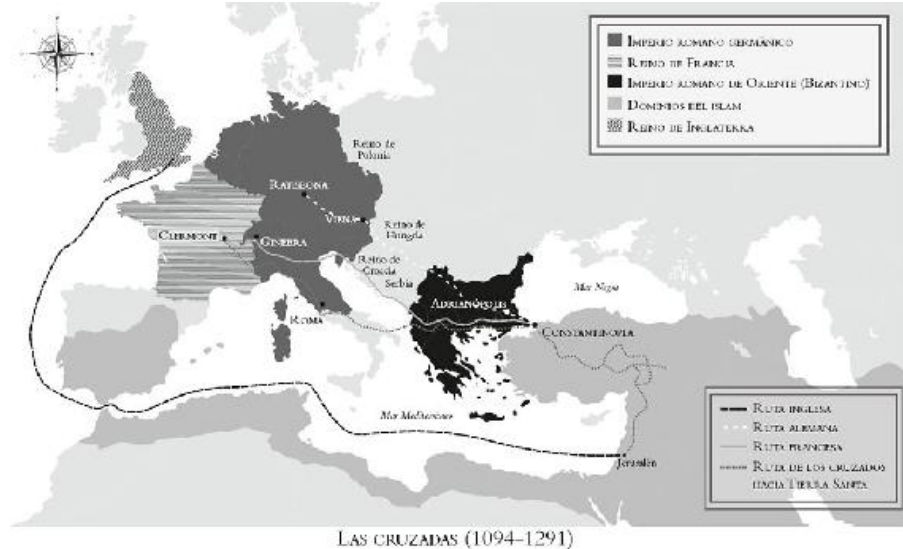 IMPERIO ROMANO GERMÁNICO
REINO DE FRANCIA
IMPERIO ROMANO DE ORIENTE (BIZANTINO)
DOMINIOS DEL ISLAM
REINO DE INGLATERRA
Reino de
Polonia
RATISBONA
VIENA
Reino de
Hungría
CLERMONT
GINEBRA
Reino de
Croacia
Serbia
ADRIANÓPOLIS
Mar Negro
ROMA
CONSTANTINOPLA
Mar Mediterráneo
Jerusalén
RUTA INGLESA
RUTA ALEMANA
RUTA FRANCESA
RUTA DE LOS CRUZADOS
HACIA TIERRA SANTA
LAS CRUZADAS (1094–1291)